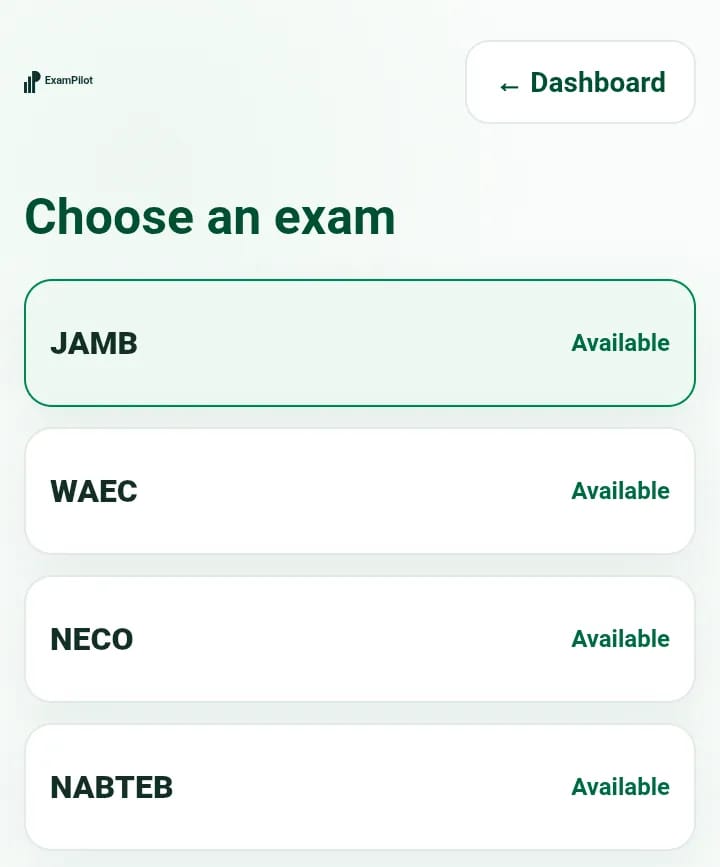 ExamPilot
← Dashboard
Choose an exam
JAMB Available
WAEC Available
NECO Available
NABTEB Available